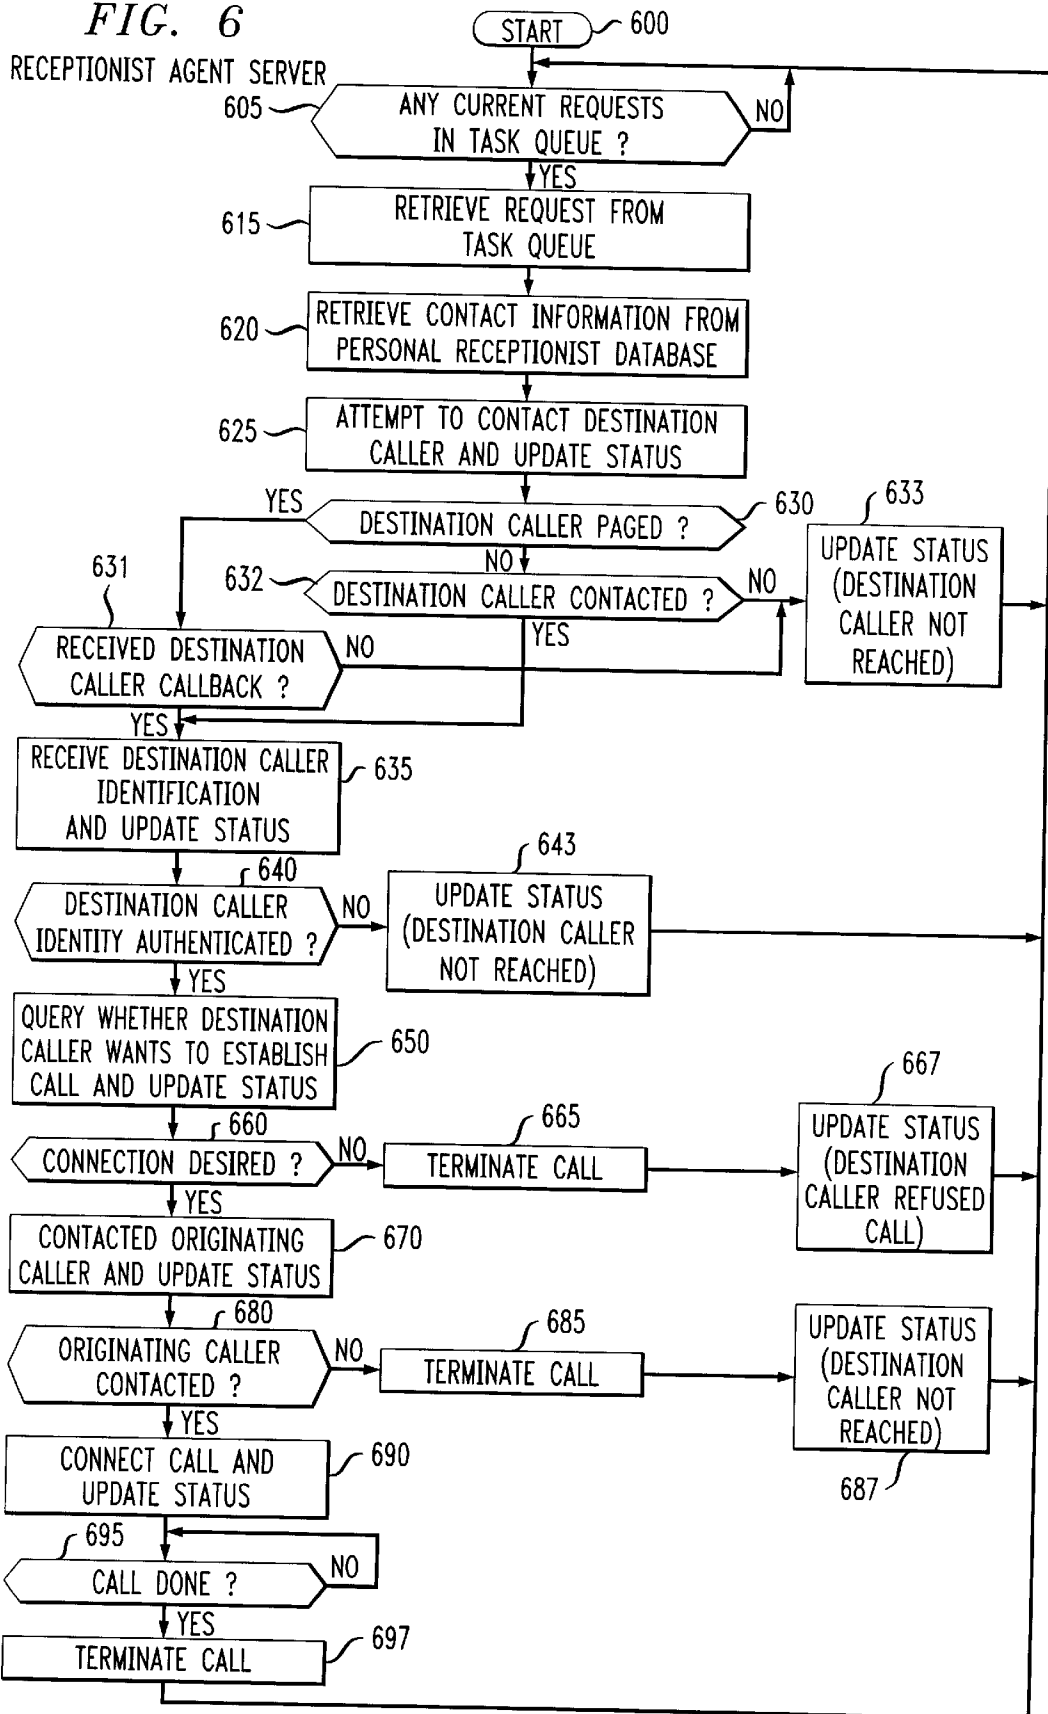 FIG. 6
RECEPTIONIST AGENT SERVER
START
600
605
ANY CURRENT REQUESTS
IN TASK QUEUE ?
NO
YES
615
RETRIEVE REQUEST FROM
TASK QUEUE
620
RETRIEVE CONTACT INFORMATION FROM
PERSONAL RECEPTIONIST DATABASE
625
ATTEMPT TO CONTACT DESTINATION
CALLER AND UPDATE STATUS
YES
DESTINATION CALLER PAGED ?
630
NO
633
UPDATE STATUS
(DESTINATION
CALLER NOT
REACHED)
631
632
DESTINATION CALLER CONTACTED ?
NO
YES
RECEIVED DESTINATION
CALLER CALLBACK ?
NO
YES
RECEIVE DESTINATION CALLER
IDENTIFICATION
AND UPDATE STATUS
635
640
DESTINATION CALLER
IDENTITY AUTHENTICATED ?
NO
643
UPDATE STATUS
(DESTINATION CALLER
NOT REACHED)
YES
QUERY WHETHER DESTINATION
CALLER WANTS TO ESTABLISH
CALL AND UPDATE STATUS
650
660
CONNECTION DESIRED ?
NO
665
TERMINATE CALL
667
UPDATE STATUS
(DESTINATION
CALLER REFUSED
CALL)
YES
CONTACTED ORIGINATING
CALLER AND UPDATE STATUS
670
680
ORIGINATING CALLER
CONTACTED ?
NO
685
TERMINATE CALL
UPDATE STATUS
(DESTINATION
CALLER NOT
REACHED)
687
YES
CONNECT CALL AND
UPDATE STATUS
690
695
CALL DONE ?
NO
YES
TERMINATE CALL
697